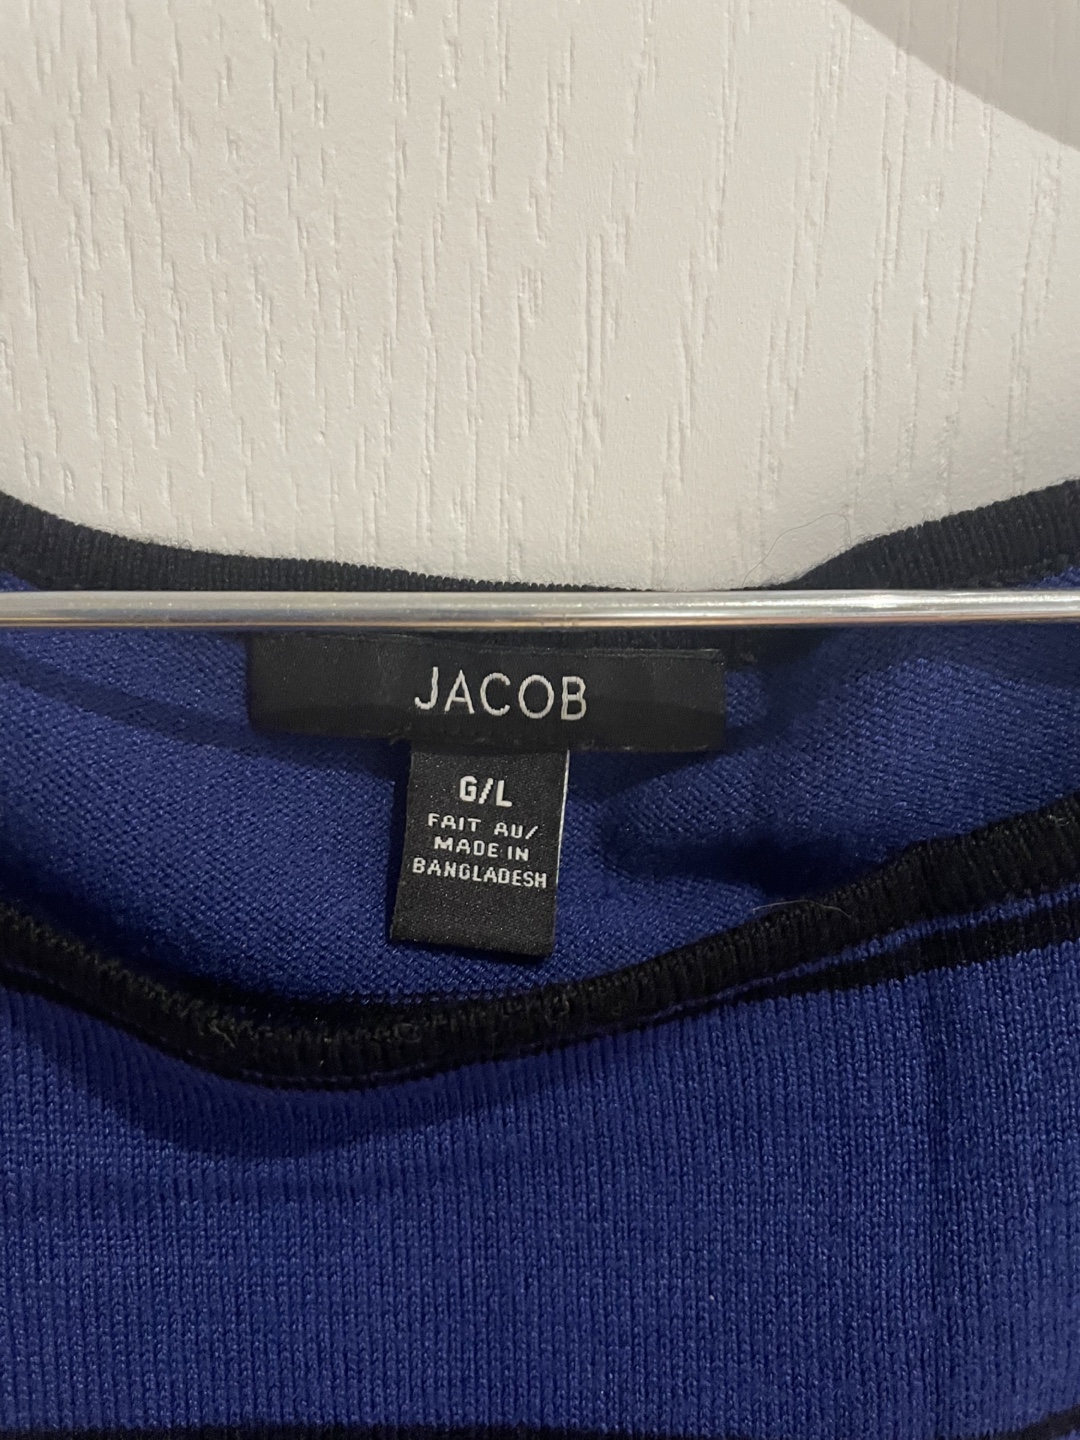 JACOB
G/L
FAIT AU/
MADE IN
BANGLADESH